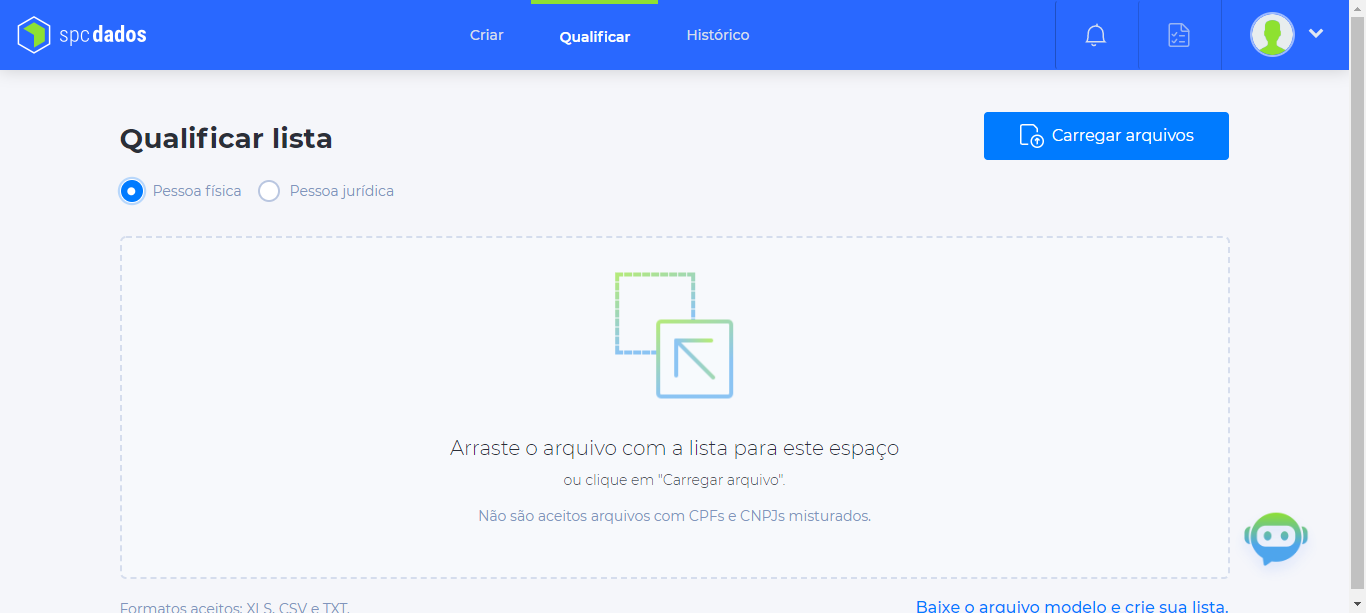 spcdados
Criar
Qualificar
Histórico
Qualificar lista
Carregar arquivos
Pessoa física
Pessoa jurídica
Arraste o arquivo com a lista para este espaço
ou clique em "Carregar arquivo".
Não são aceitos arquivos com CPFs e CNPJs misturados.
Formatos aceitos: XLS, CSV e TXT.
Baixe o arquivo modelo e crie sua lista.